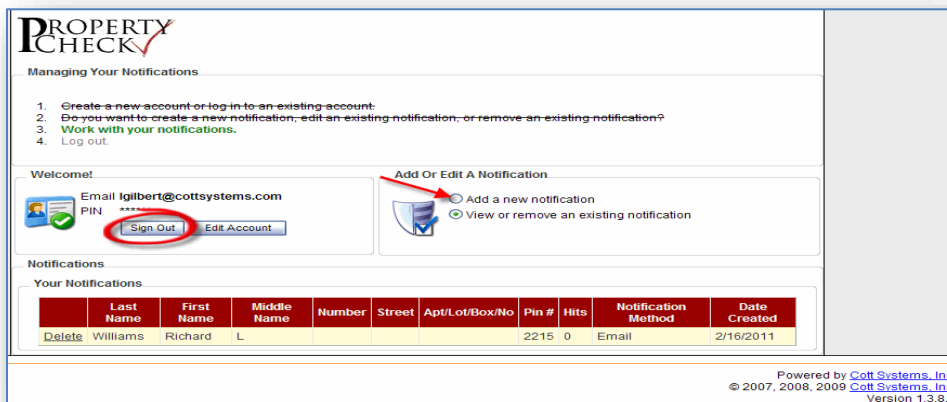 PROPERTY
CHECK
Managing Your Notifications
1. Create a new account or log in to an existing account.
2. Do you want to create a new notification, edit an existing notification, or remove an existing notification?
3. Work with your notifications.
4. Log out.
Welcome!
Email lgilbert@cottsystems.com
PIN ******
Sign Out Edit Account
Add Or Edit A Notification
Add a new notification
View or remove an existing notification
Notifications
Your Notifications
Last Name First Name Middle Name Number Street Apt/Lot/Box/No Pin # Hits Notification Method Date Created
Delete Williams Richard L 2215 0 Email 2/16/2011
Powered by Cott Systems, In
© 2007, 2008, 2009 Cott Systems, In
Version 1.3.8.